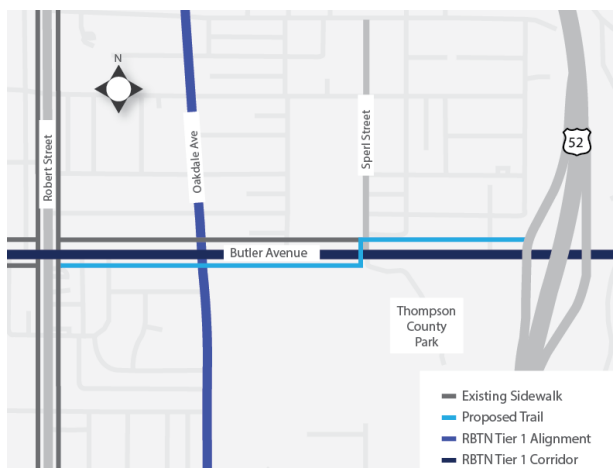 N
Robert Street
Oakdale Ave
Sperl Street
52
Butler Avenue
Thompson
County
Park
Existing Sidewalk
Proposed Trail
RBTN Tier 1 Alignment
RBTN Tier 1 Corridor